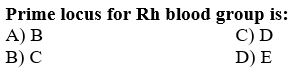 Prime locus for Rh blood group is:
A) B C) D
B) C D) E